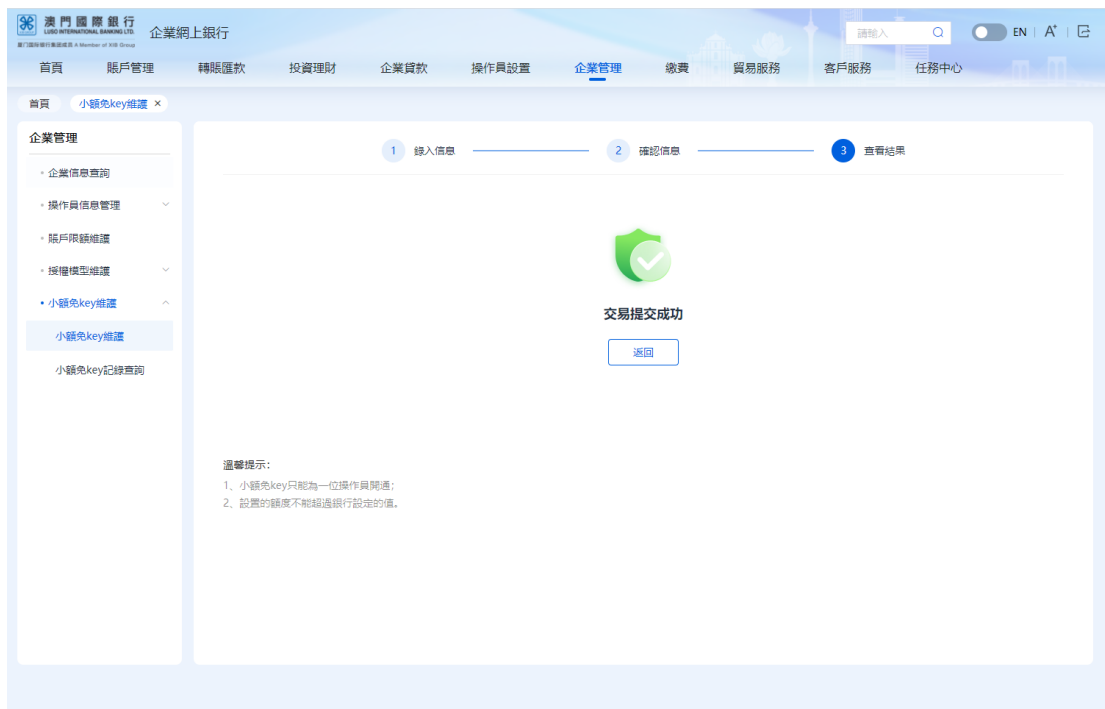 澳門國際銀行
LUSO INTERNATIONAL BANKING LTD.
A Member of XIB Group
企業網上銀行
請輸入
EN
A+
首頁 賬戶管理 轉賬匯款 投資理財 企業貸款 操作員設置 企業管理 繳費 貿易服務 客戶服務 任務中心
首頁 小額免key維護 ×
企業管理
企業信息查詢
操作員信息管理
賬戶限額維護
授權模型維護
小額免key維護
小額免key維護
小額免key記錄查詢
1 錄入信息 2 確認信息 3 查看結果
交易提交成功
返回
溫馨提示：
1、小額免key只能為一位操作員開通；
2、設置的額度不能超過銀行設定的值。